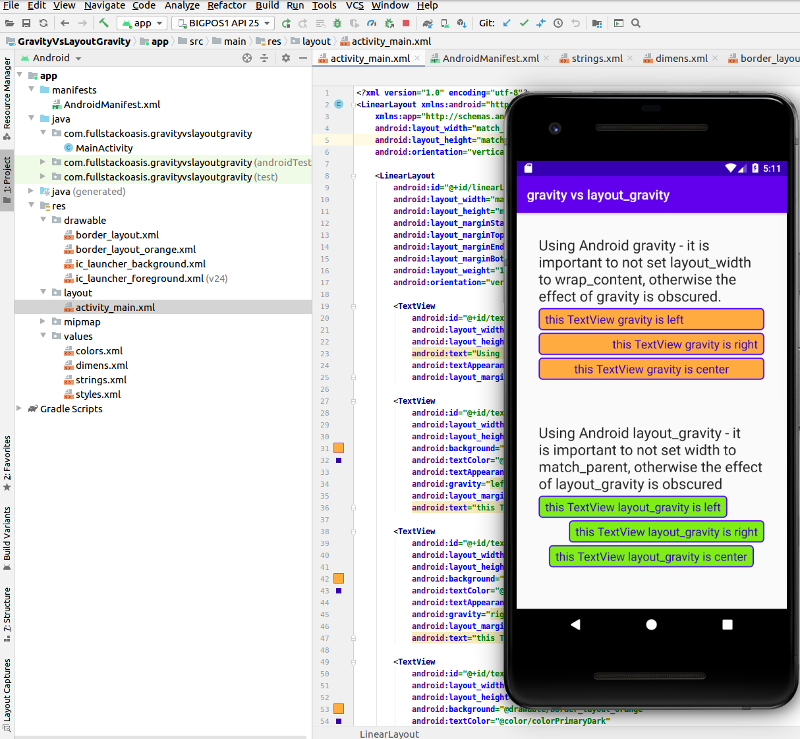 File Edit View Navigate Code Analyze Refactor Build Run Tools VCS Window Help
app BIGPOS1 API 25 Git:
GravityVsLayoutGravity app src main res layout activity_main.xml
Android
activity_main.xml AndroidManifest.xml strings.xml dimens.xml border_layou
Resource Manager
1: Project
2: Favorites
Build Variants
7: Structure
Layout Captures
app
manifests
AndroidManifest.xml
java
com.fullstackoasis.gravityvslayoutgravity
MainActivity
com.fullstackoasis.gravityvslayoutgravity (androidTest
com.fullstackoasis.gravityvslayoutgravity (test)
java (generated)
res
drawable
border_layout.xml
border_layout_orange.xml
ic_launcher_background.xml
ic_launcher_foreground.xml (v24)
layout
activity_main.xml
mipmap
values
colors.xml
dimens.xml
strings.xml
styles.xml
Gradle Scripts
1 <?xml version="1.0" encoding="utf-8"?>
2 <LinearLayout xmlns:android="http
3 xmlns:app="http://schemas.an
4 android:layout_width="match_
5 android:layout_height="match
6 android:orientation="vertica
7
8 <LinearLayout
9 android:id="@+id/linearL
10 android:layout_width="ma
11 android:layout_height="m
12 android:layout_marginSta
13 android:layout_marginTop
14 android:layout_marginEnd
15 android:layout_marginBot
16 android:layout_weight="1
17 android:orientation="ver
18
19 <TextView
20 android:id="@+id/tex
21 android:layout_width
22 android:layout_heigh
23 android:text="Using
24 android:textAppearan
25 android:layout_margi
26
27 <TextView
28 android:id="@+id/tex
29 android:layout_width
30 android:layout_heigh
31 android:background="
32 android:textColor="@
33 android:textAppearan
34 android:gravity="lef
35 android:layout_margi
36 android:text="this T
37
38 <TextView
39 android:id="@+id/tex
40 android:layout_width
41 android:layout_heigh
42 android:background="
43 android:textColor="@
44 android:textAppearan
45 android:gravity="rig
46 android:layout_margi
47 android:text="this T
48
49 <TextView
50 android:id="@+id/tex
51 android:layout_width
52 android:layout_heigh
53 android:background="@drawable/border_layout_orange"
54 android:textColor="@color/colorPrimaryDark"
LinearLayout
5:11
gravity vs layout_gravity
Using Android gravity - it is
important to not set layout_width
to wrap_content, otherwise the
effect of gravity is obscured.
this TextView gravity is left
this TextView gravity is right
this TextView gravity is center
Using Android layout_gravity - it
is important to not set width to
match_parent, otherwise the effect
of layout_gravity is obscured
this TextView layout_gravity is left
this TextView layout_gravity is right
this TextView layout_gravity is center